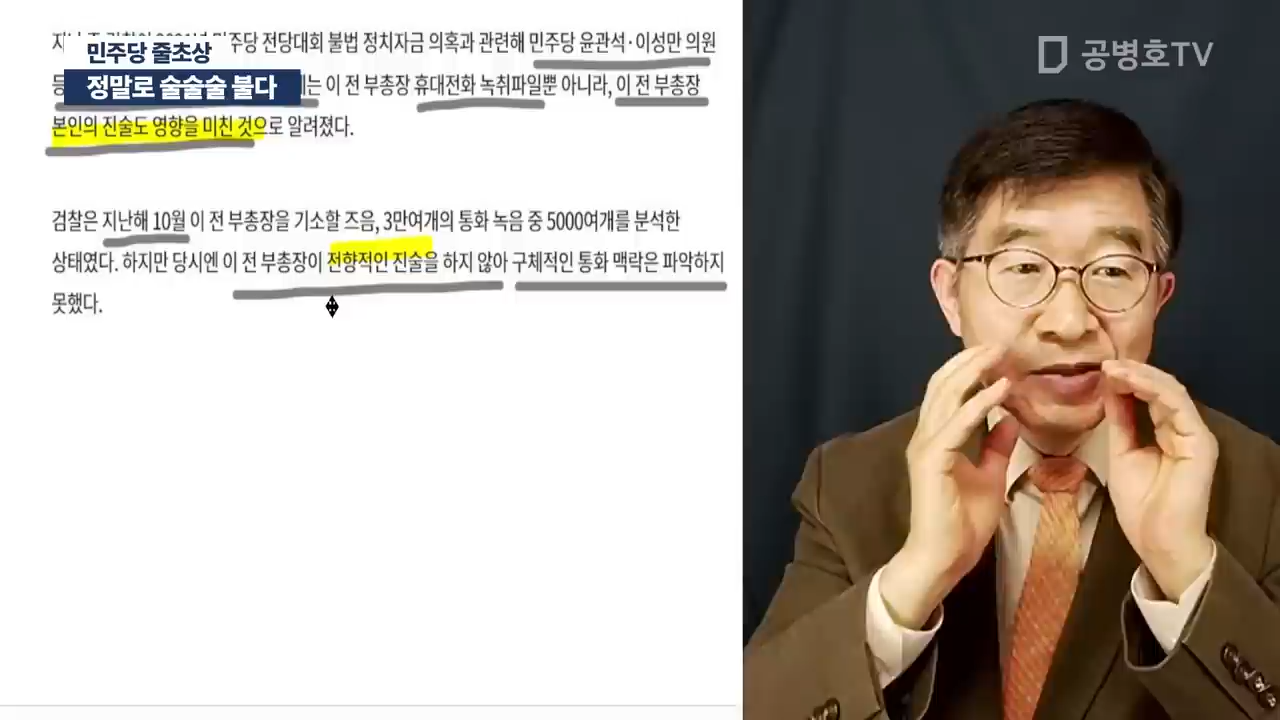 민주당 전당대회 불법 정치자금 의혹과 관련해 민주당 윤관석·이성만 의원
민주당 줄초상
정말로 술술술 불다
는 이 전 부총장 휴대전화 녹취파일뿐 아니라, 이 전 부총장
본인의 진술도 영향을 미친 것으로 알려졌다.
검찰은 지난해 10월 이 전 부총장을 기소할 즈음, 3만여개의 통화 녹음 중 5000여개를 분석한
상태였다. 하지만 당시엔 이 전 부총장이 전향적인 진술을 하지 않아 구체적인 통화 맥락은 파악하지
못했다.
공병호TV